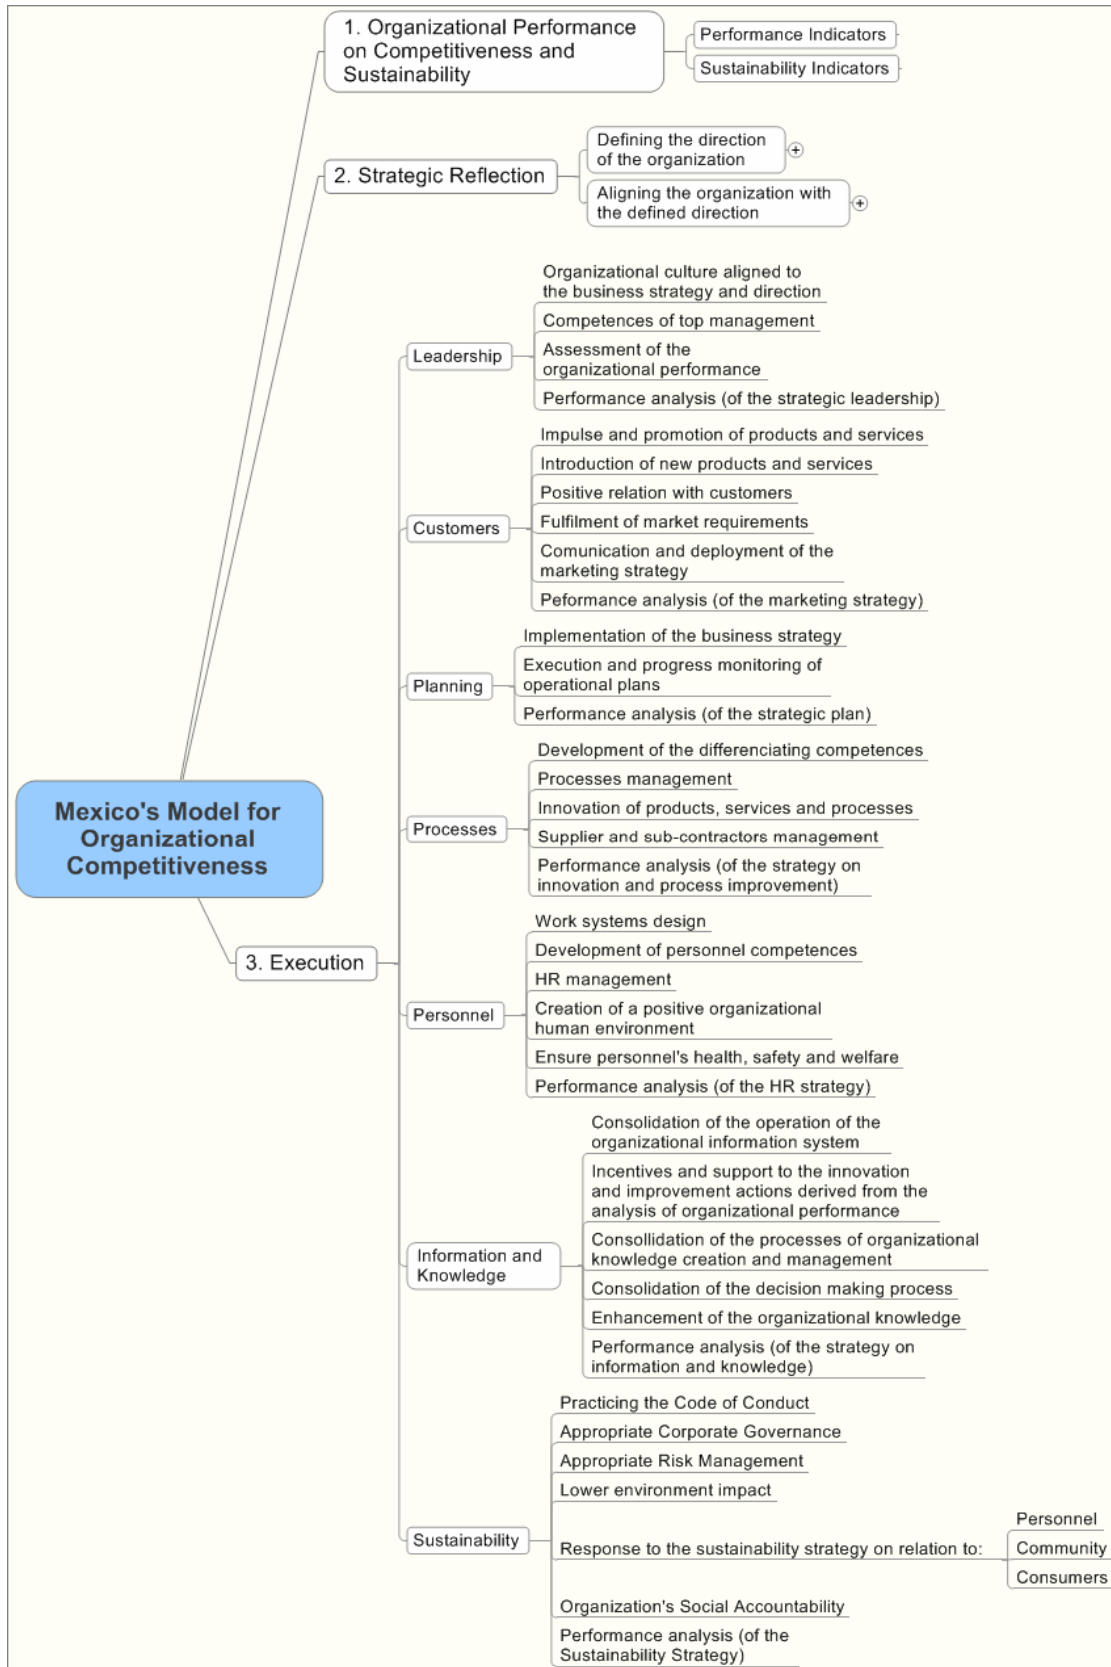 1. Organizational Performance
on Competitiveness and
Sustainability
Performance Indicators
Sustainability Indicators
2. Strategic Reflection
Defining the direction
of the organization
Aligning the organization with
the defined direction
Mexico's Model for
Organizational
Competitiveness
3. Execution
Leadership
Organizational culture aligned to
the business strategy and direction
Competences of top management
Assessment of the
organizational performance
Performance analysis (of the strategic leadership)
Customers
Impulse and promotion of products and services
Introduction of new products and services
Positive relation with customers
Fulfilment of market requirements
Comunication and deployment of the
marketing strategy
Peformance analysis (of the marketing strategy)
Planning
Implementation of the business strategy
Execution and progress monitoring of
operational plans
Performance analysis (of the strategic plan)
Processes
Development of the differenciating competences
Processes management
Innovation of products, services and processes
Supplier and sub-contractors management
Performance analysis (of the strategy on
innovation and process improvement)
Personnel
Work systems design
Development of personnel competences
HR management
Creation of a positive organizational
human environment
Ensure personnel's health, safety and welfare
Performance analysis (of the HR strategy)
Information and
Knowledge
Consolidation of the operation of the
organizational information system
Incentives and support to the innovation
and improvement actions derived from the
analysis of organizational performance
Consollidation of the processes of organizational
knowledge creation and management
Consolidation of the decision making process
Enhancement of the organizational knowledge
Performance analysis (of the strategy on
information and knowledge)
Sustainability
Practicing the Code of Conduct
Appropriate Corporate Governance
Appropriate Risk Management
Lower environment impact
Response to the sustainability strategy on relation to:
Personnel
Community
Consumers
Organization's Social Accountability
Performance analysis (of the
Sustainability Strategy)